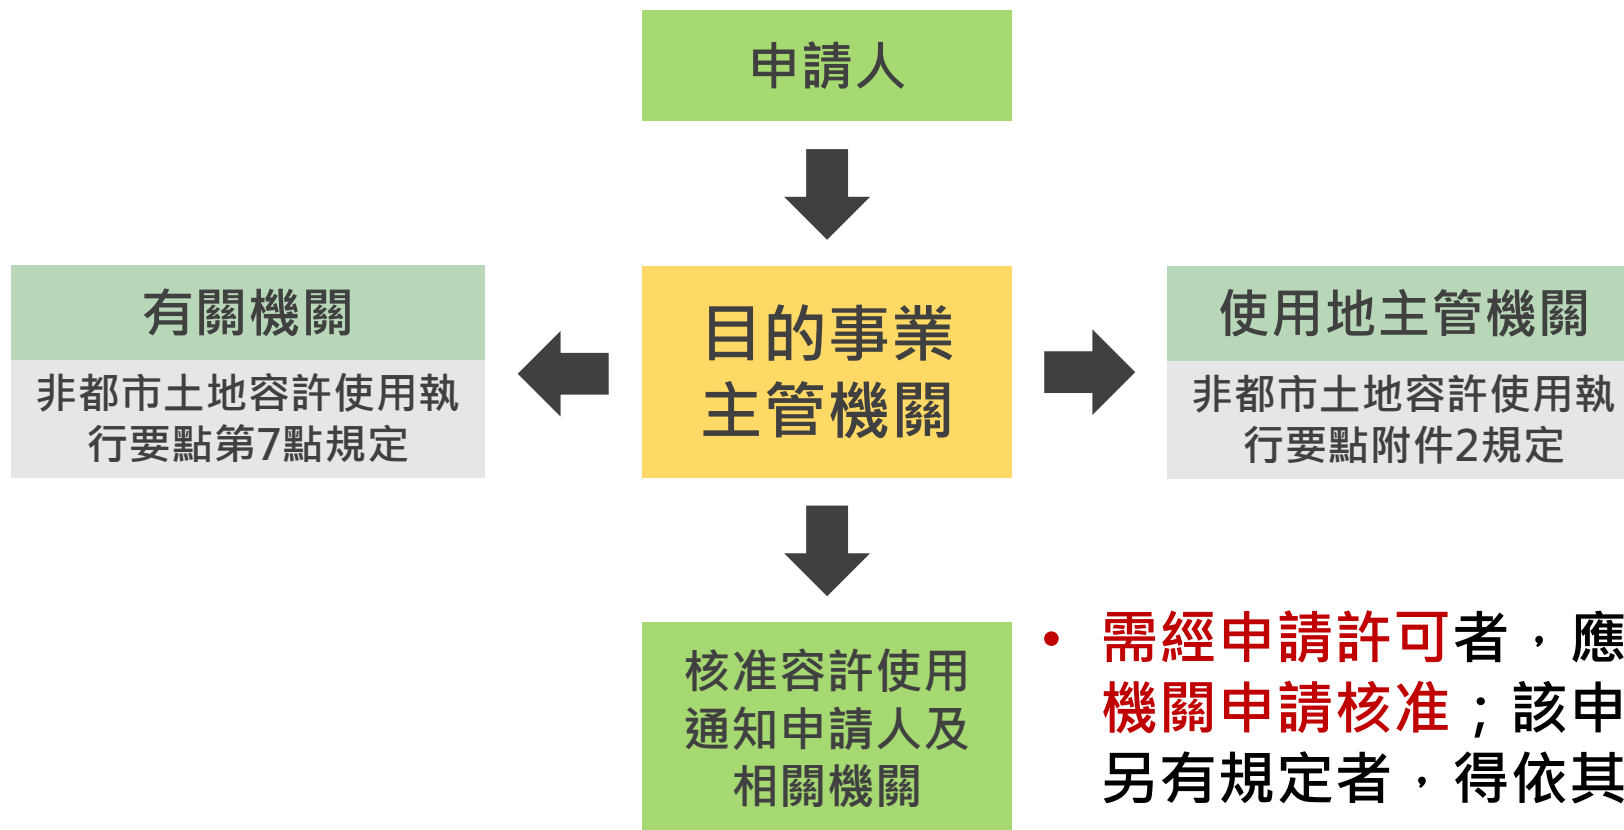 申請人
有關機關
非都市土地容許使用執
行要點第7點規定
目的事業
主管機關
使用地主管機關
非都市土地容許使用執
行要點附件2規定
核准容許使用
通知申請人及
相關機關
• 需經申請許可者，應
機關申請核准；該申
另有規定者，得依其